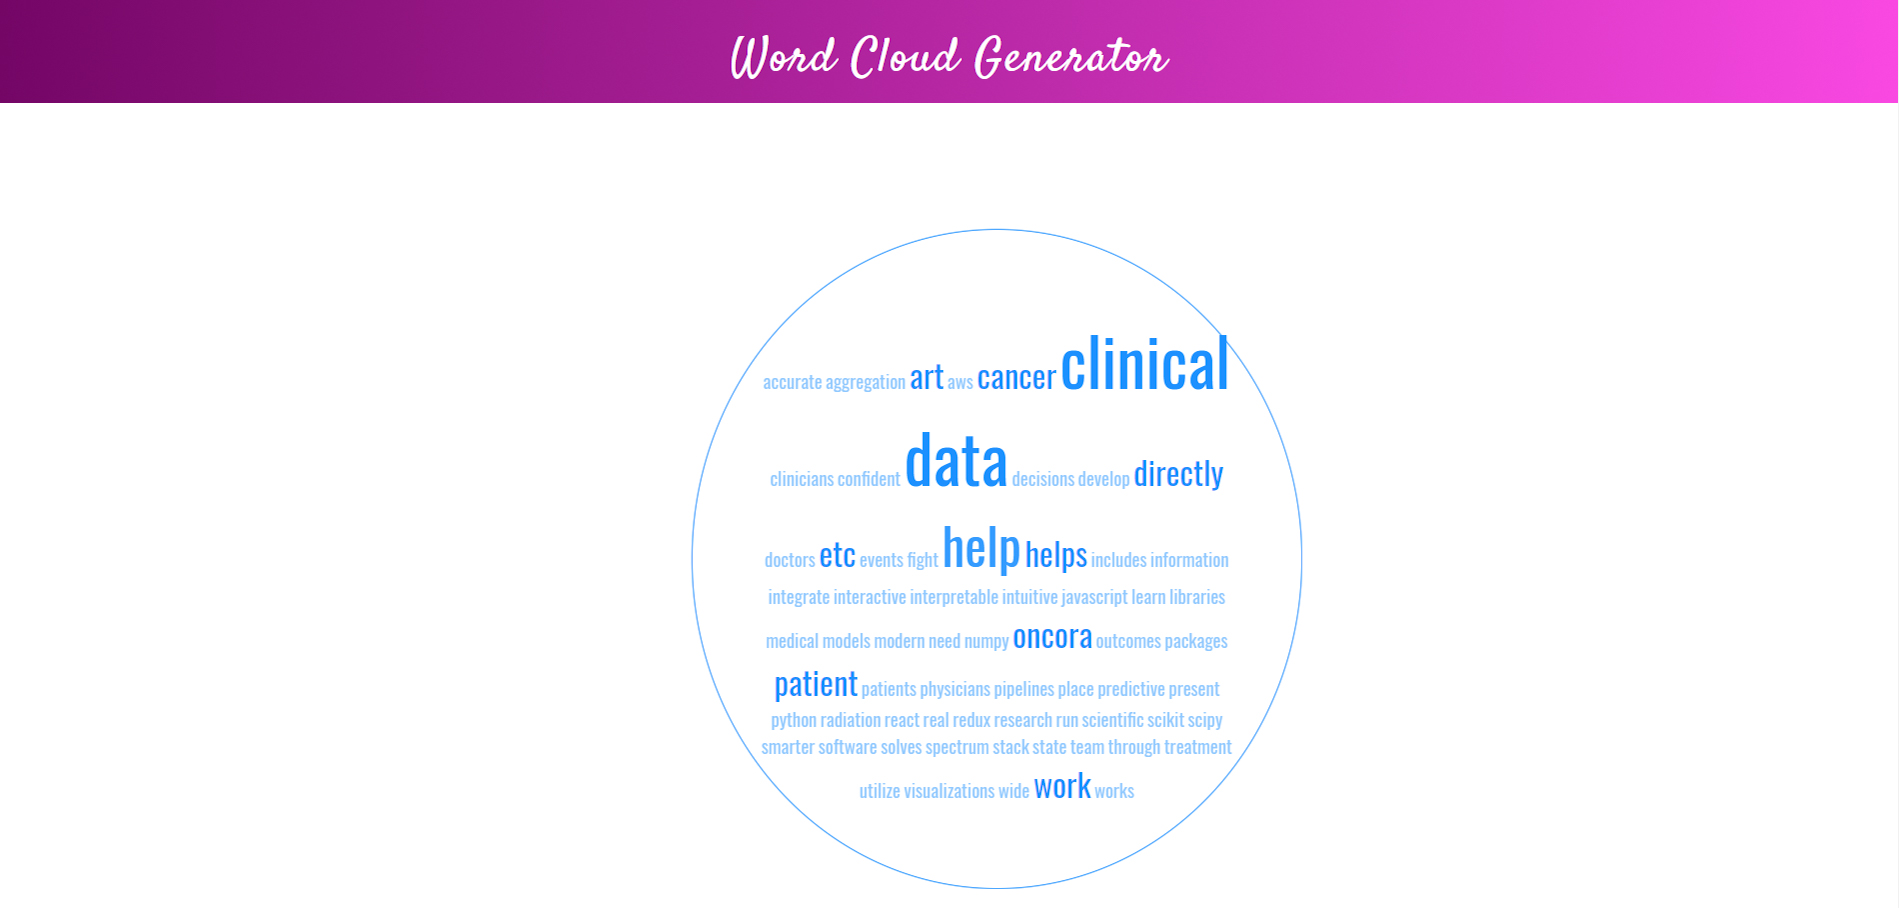 Word Cloud Generator
accurate aggregation art aws cancer clinical
clinicians confident data decisions develop directly
doctors etc events fight help helps includes information
integrate interactive interpretable intuitive javascript learn libraries
medical models modern need numpy oncora outcomes packages
patient patients physicians pipelines place predictive present
python radiation react real redux research run scientific scikit scipy
smarter software solves spectrum stack state team through treatment
utilize visualizations wide work works